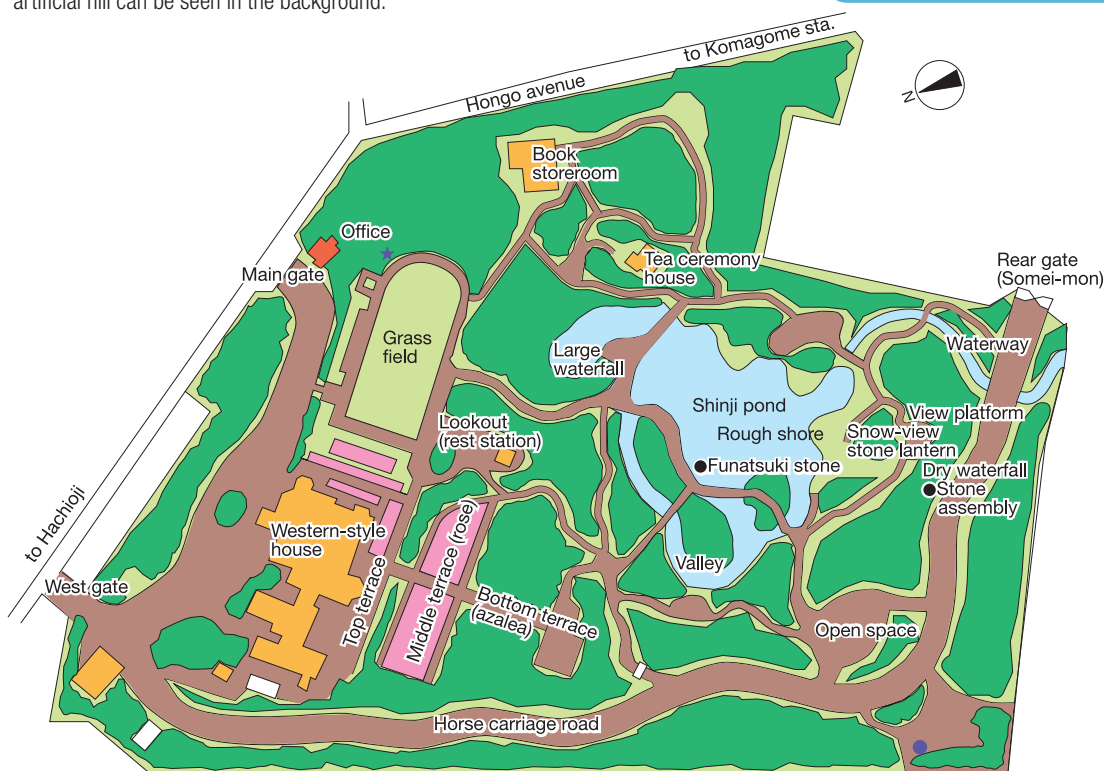 artificial hill can be seen in the background.
to Komagome sta.
Hongo avenue
N
Book
storeroom
Office
Main gate
Tea ceremony
house
Rear gate
(Somei-mon)
Grass
field
Large
waterfall
Waterway
Shinji pond
Rough shore
View platform
Snow-view
stone lantern
Lookout
(rest station)
Funatsuki stone
Dry waterfall
Stone
assembly
to Hachioji
Western-style
house
West gate
Top terrace
Middle terrace (rose)
Bottom terrace
(azalea)
Valley
Open space
Horse carriage road